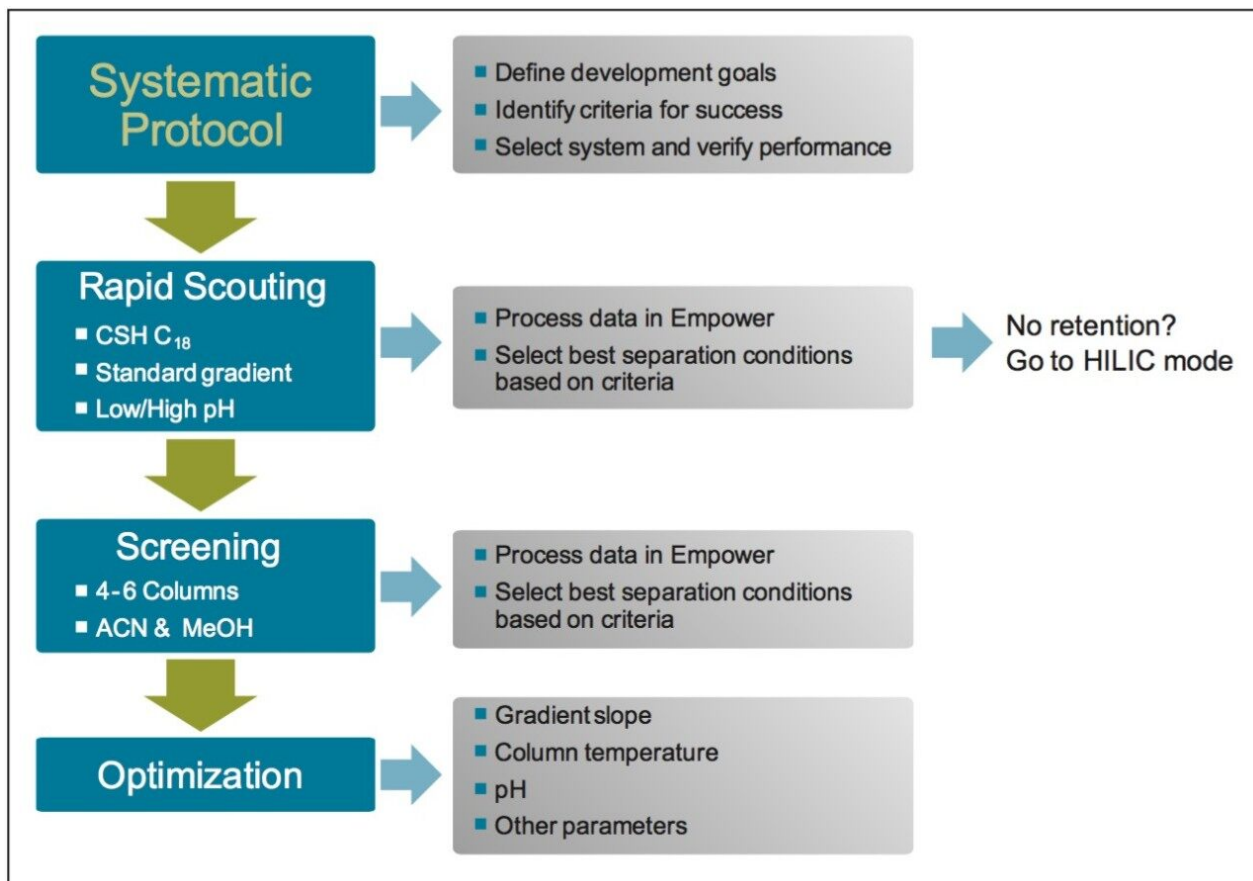 Systematic
Protocol
■ Define development goals
■ Identify criteria for success
■ Select system and verify performance
Rapid Scouting
■ CSH C₁₈
■ Standard gradient
■ Low/High pH
■ Process data in Empower
■ Select best separation conditions
based on criteria
No retention?
Go to HILIC mode
Screening
■ 4-6 Columns
■ ACN & MeOH
■ Process data in Empower
■ Select best separation conditions
based on criteria
Optimization
■ Gradient slope
■ Column temperature
■ pH
■ Other parameters